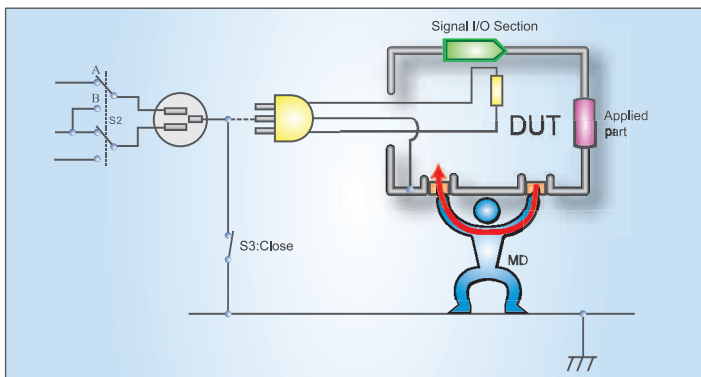 Signal I/O Section
A
B
S2
DUT
Applied
part
S3:Close
MD